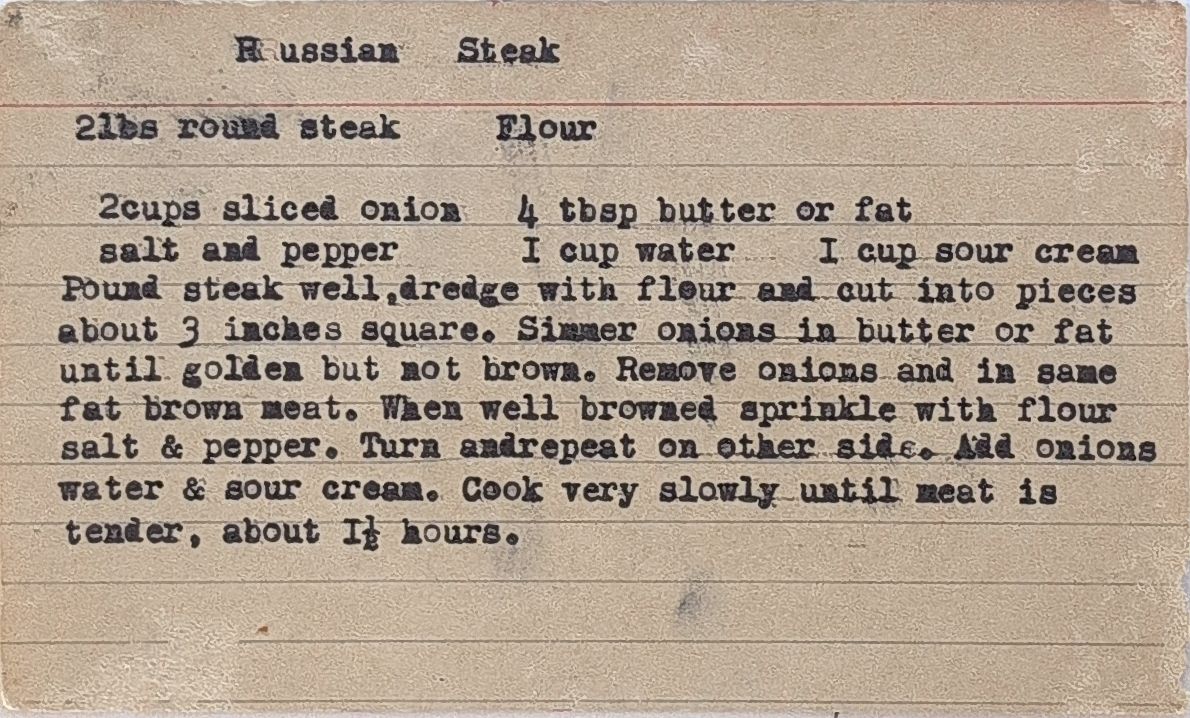 Russian Steak
2lbs round steak Flour
2cups sliced onion 4 tbsp butter or fat
salt and pepper I cup water I cup sour cream
Pound steak well,dredge with flour and cut into pieces
about 3 inches square. Simmer onions in butter or fat
until golden but not brown. Remove onions and in same
fat brown meat. When well browned sprinkle with flour
salt & pepper. Turn andrepeat on other side. Add onions
water & sour cream. Cook very slowly until meat is
tender, about I½ hours.